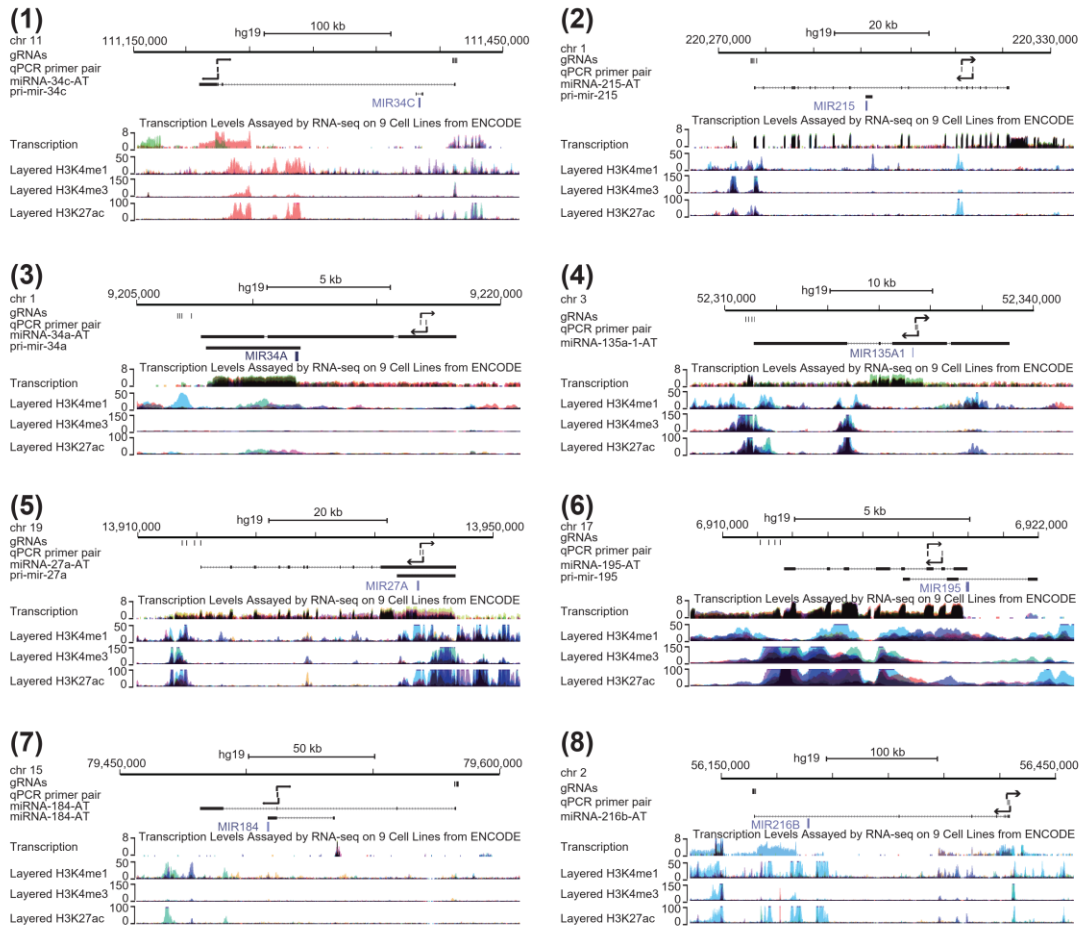 (1)
100 kb
hg19
111,150,000
111,450,000
chr 11
gRNAs
qPCR primer pair
miRNA-34c-AT
pri-mir-34c
MIR34C
Transcription Levels Assayed by RNA-seq on 9 Cell Lines from ENCODE
8
Transcription
0
50
Layered H3K4me1
0
150
Layered H3K4me3
0
100
Layered H3K27ac
0
(2)
20 kb
hg19
220,270,000
220,330,000
chr 1
gRNAs
qPCR primer pair
miRNA-215-AT
pri-mir-215
MIR215
Transcription Levels Assayed by RNA-seq on 9 Cell Lines from ENCODE
8
Transcription
0
50
Layered H3K4me1
0
150
Layered H3K4me3
0
100
Layered H3K27ac
0
(3)
5 kb
hg19
9,205,000
9,220,000
chr 1
gRNAs
qPCR primer pair
miRNA-34a-AT
pri-mir-34a
MIR34A
Transcription Levels Assayed by RNA-seq on 9 Cell Lines from ENCODE
8
Transcription
0
50
Layered H3K4me1
0
150
Layered H3K4me3
0
100
Layered H3K27ac
0
(4)
10 kb
hg19
52,310,000
52,340,000
chr 3
gRNAs
qPCR primer pair
miRNA-135a-1-AT
MIR135A1
Transcription Levels Assayed by RNA-seq on 9 Cell Lines from ENCODE
8
Transcription
0
50
Layered H3K4me1
0
150
Layered H3K4me3
0
100
Layered H3K27ac
0
(5)
20 kb
hg19
13,910,000
13,950,000
chr 19
gRNAs
qPCR primer pair
miRNA-27a-AT
pri-mir-27a
MIR27A
Transcription Levels Assayed by RNA-seq on 9 Cell Lines from ENCODE
8
Transcription
0
50
Layered H3K4me1
0
150
Layered H3K4me3
0
100
Layered H3K27ac
0
(6)
5 kb
hg19
6,910,000
6,922,000
chr 17
gRNAs
qPCR primer pair
miRNA-195-AT
pri-mir-195
MIR195
Transcription Levels Assayed by RNA-seq on 9 Cell Lines from ENCODE
8
Transcription
0
50
Layered H3K4me1
0
150
Layered H3K4me3
0
100
Layered H3K27ac
0
(7)
50 kb
hg19
79,450,000
79,600,000
chr 15
gRNAs
qPCR primer pair
miRNA-184-AT
miRNA-184-AT
MIR184
Transcription Levels Assayed by RNA-seq on 9 Cell Lines from ENCODE
8
Transcription
0
50
Layered H3K4me1
0
150
Layered H3K4me3
0
100
Layered H3K27ac
0
(8)
100 kb
hg19
56,150,000
56,450,000
chr 2
gRNAs
qPCR primer pair
miRNA-216b-AT
MIR216B
Transcription Levels Assayed by RNA-seq on 9 Cell Lines from ENCODE
8
Transcription
0
50
Layered H3K4me1
0
150
Layered H3K4me3
0
100
Layered H3K27ac
0